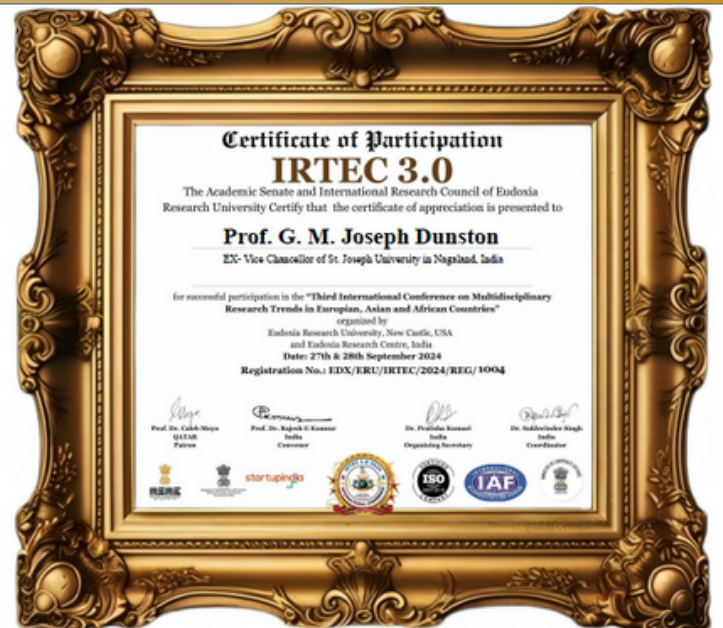 Certificate of Participation
IRTEC 3.0
The Academic Senate and International Research Council of Eudoxia
Research University Certify that the certificate of appreciation is presented to
Prof. G. M. Joseph Dunston
EX- Vice Chancellor of St. Joseph University in Nagaland, India
for successful participation in the "Third International Conference on Multidisciplinary
Research Trends in Europian, Asian and African Countries"
organized by
Eudoxia Research University, New Castle, USA
and Eudoxia Research Centre, India
Date: 27th & 28th September 2024
Registration No.: EDX/ERU/IRTEC/2024/REG/1004
Prof. Dr. Caleb Moyo
QATAR
Patron
Prof. Dr. Rajesh G Konnur
India
Convenor
Dr. Pratisha Kumari
India
Organising Secretary
Dr. Sukhwinder Singh
India
Coordinator
startupindia
ISO
IAF